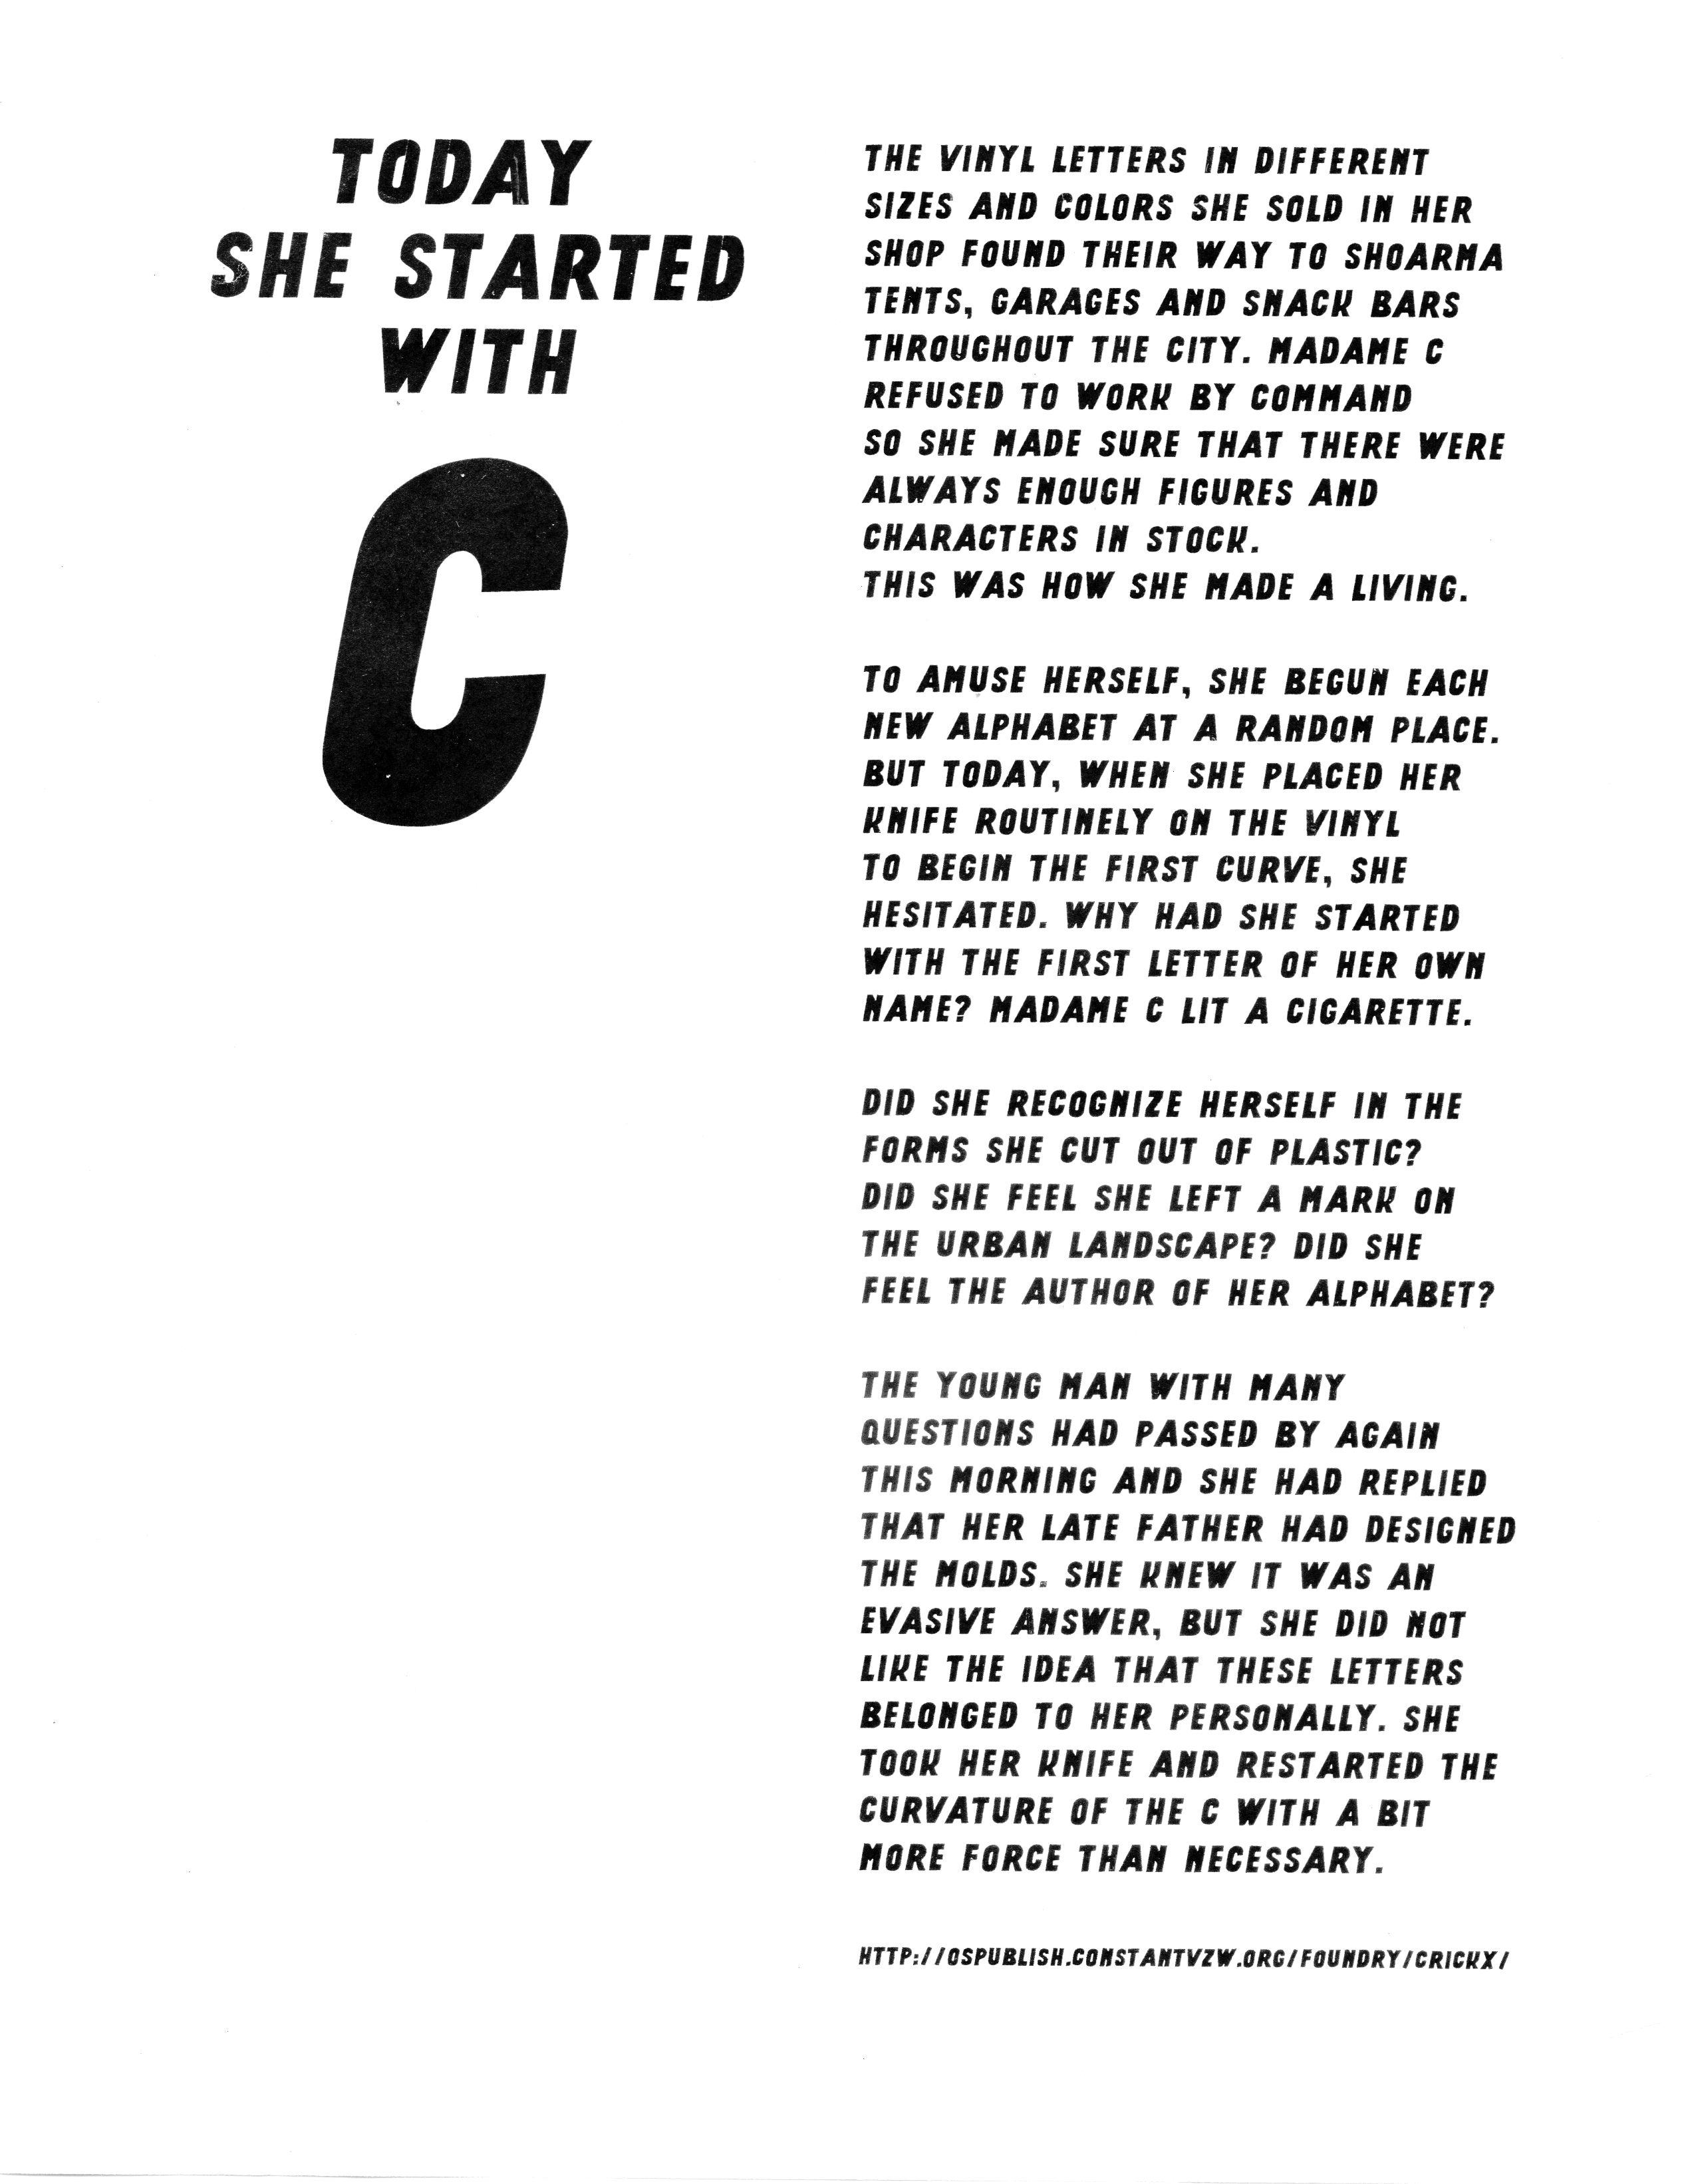 TODAY
SHE STARTED
WITH
C
THE VINYL LETTERS IN DIFFERENT
SIZES AND COLORS SHE SOLD IN HER
SHOP FOUND THEIR WAY TO SHOARMA
TENTS, GARAGES AND SNACK BARS
THROUGHOUT THE CITY. MADAME C
REFUSED TO WORK BY COMMAND
SO SHE MADE SURE THAT THERE WERE
ALWAYS ENOUGH FIGURES AND
CHARACTERS IN STOCK.
THIS WAS HOW SHE MADE A LIVING.
TO AMUSE HERSELF, SHE BEGUN EACH
NEW ALPHABET AT A RANDOM PLACE.
BUT TODAY, WHEN SHE PLACED HER
KNIFE ROUTINELY ON THE VINYL
TO BEGIN THE FIRST CURVE, SHE
HESITATED. WHY HAD SHE STARTED
WITH THE FIRST LETTER OF HER OWN
NAME? MADAME C LIT A CIGARETTE.
DID SHE RECOGNIZE HERSELF IN THE
FORMS SHE CUT OUT OF PLASTIC?
DID SHE FEEL SHE LEFT A MARK ON
THE URBAN LANDSCAPE? DID SHE
FEEL THE AUTHOR OF HER ALPHABET?
THE YOUNG MAN WITH MANY
QUESTIONS HAD PASSED BY AGAIN
THIS MORNING AND SHE HAD REPLIED
THAT HER LATE FATHER HAD DESIGNED
THE MOLDS. SHE KNEW IT WAS AN
EVASIVE ANSWER, BUT SHE DID NOT
LIKE THE IDEA THAT THESE LETTERS
BELONGED TO HER PERSONALLY. SHE
TOOK HER KNIFE AND RESTARTED THE
CURVATURE OF THE C WITH A BIT
MORE FORCE THAN NECESSARY.
HTTP://OSPUBLISH.CONSTANTVZW.ORG/FOUNDRY/CRICKX/